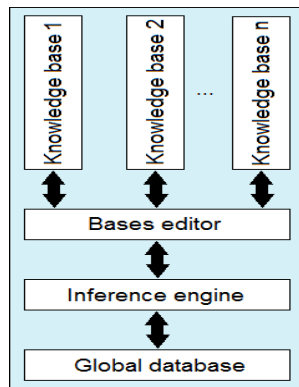 Knowledge base 1
Knowledge base 2
...
Knowledge base n
Bases editor
Inference engine
Global database